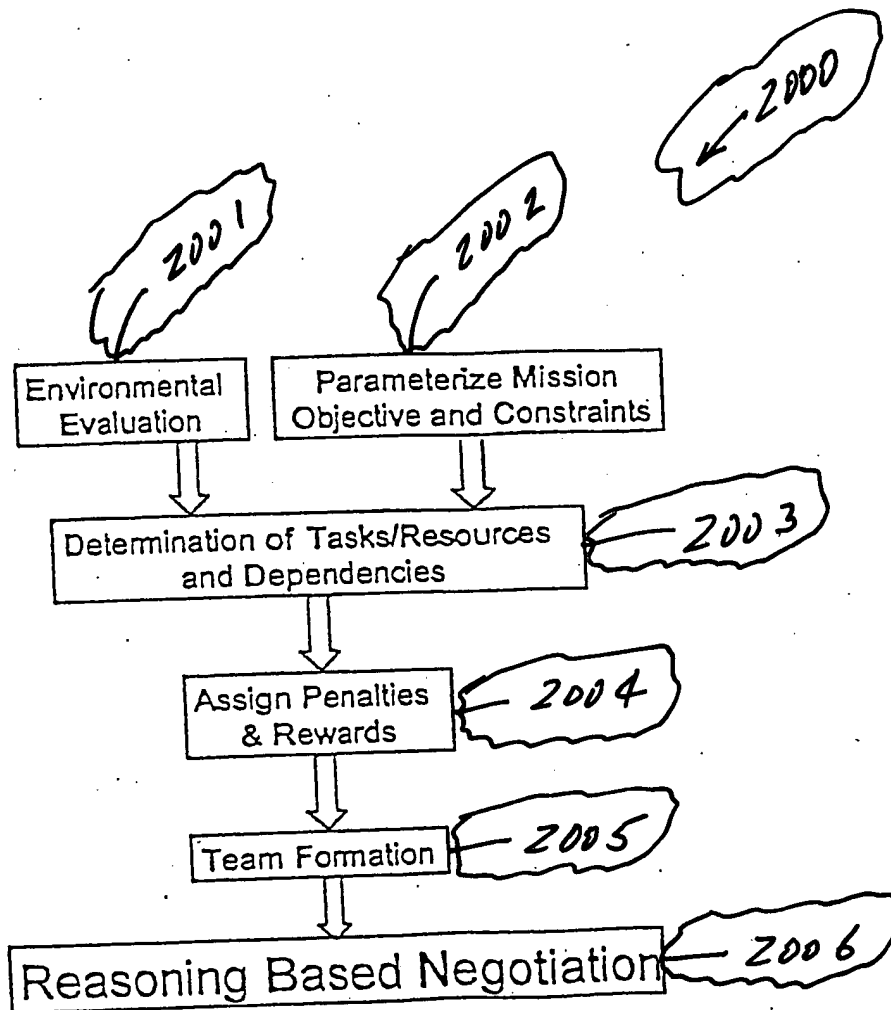 2000
2001
2002
Environmental
Evaluation
Parameterize Mission
Objective and Constraints
Determination of Tasks/Resources
and Dependencies
2003
Assign Penalties
& Rewards
2004
Team Formation
2005
Reasoning Based Negotiation
2006